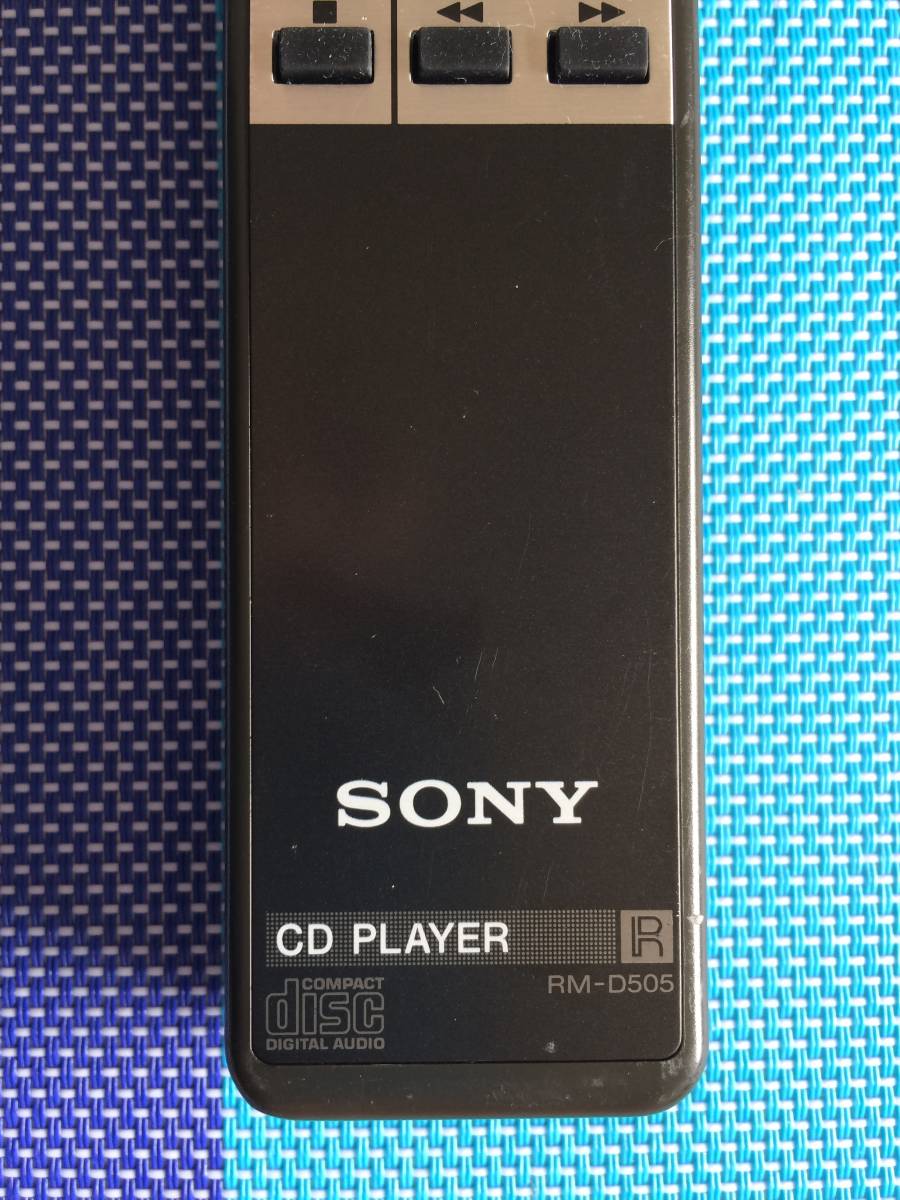 SONY
CD PLAYER R
RM-D505
COMPACT
disc
DIGITAL AUDIO